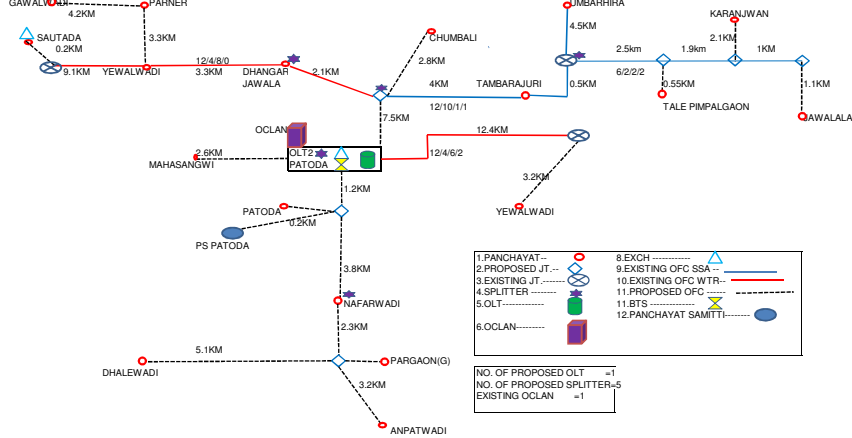 GAWALWADI
PARNER
4.2KM
UMBARHIRA
KARANJWAN
SAUTADA
0.2KM
3.3KM
CHUMBALI
4.5KM
2.1KM
9.1KM
YEWALWADI
12/4/8/0
3.3KM
DHANGAR
JAWALA
2.1KM
2.8KM
4KM
12/10/1/1
TAMBARAJURI
0.5KM
2.5km
6/2/2/2
1.9km
1KM
0.55KM
TALE PIMPALGAON
1.1KM
JAWALALA
7.5KM
OCLAN
12.4KM
12/4/6/2
2.6KM
MAHASANGWI
OLT2
PATODA
3.2KM
YEWALWADI
1.2KM
PATODA
0.2KM
PS PATODA
3.8KM
NAFARWADI
2.3KM
5.1KM
DHALEWADI
PARGAON(G)
3.2KM
ANPATWADI
1.PANCHAYAT--
2.PROPOSED JT.--
3.EXISTING JT.-------
4.SPLITTER --------
5.OLT-------------
6.OCLAN---------
8.EXCH ------------
9.EXISTING OFC SSA --
10.EXISTING OFC WTR--
11.PROPOSED OFC ------
11.BTS ------------
12.PANCHAYAT SAMITTI--------
NO. OF PROPOSED OLT =1
NO. OF PROPOSED SPLITTER=5
EXISTING OCLAN =1